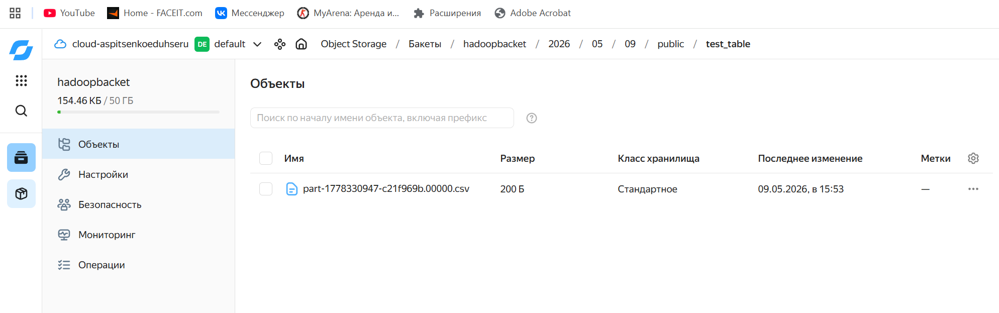 YouTube Home - FACEIT.com Мессенджер MyArena: Аренда и... Расширения Adobe Acrobat
cloud-aspitsenkoeduhseru DE default Object Storage / Бакеты / hadoopbacket / 2026 / 05 / 09 / public / test_table
hadoopbacket
154.46 КБ / 50 ГБ
Объекты
Настройки
Безопасность
Мониторинг
Операции
Объекты
Поиск по началу имени объекта, включая префикс
Имя Размер Класс хранилища Последнее изменение Метки
part-1778330947-c21f969b.00000.csv 200 Б Стандартное 09.05.2026, в 15:53 —